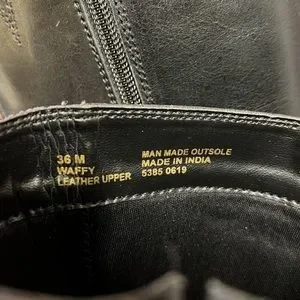 36 M
WAFFY
LEATHER UPPER
MAN MADE OUTSOLE
MADE IN INDIA
5385 0619